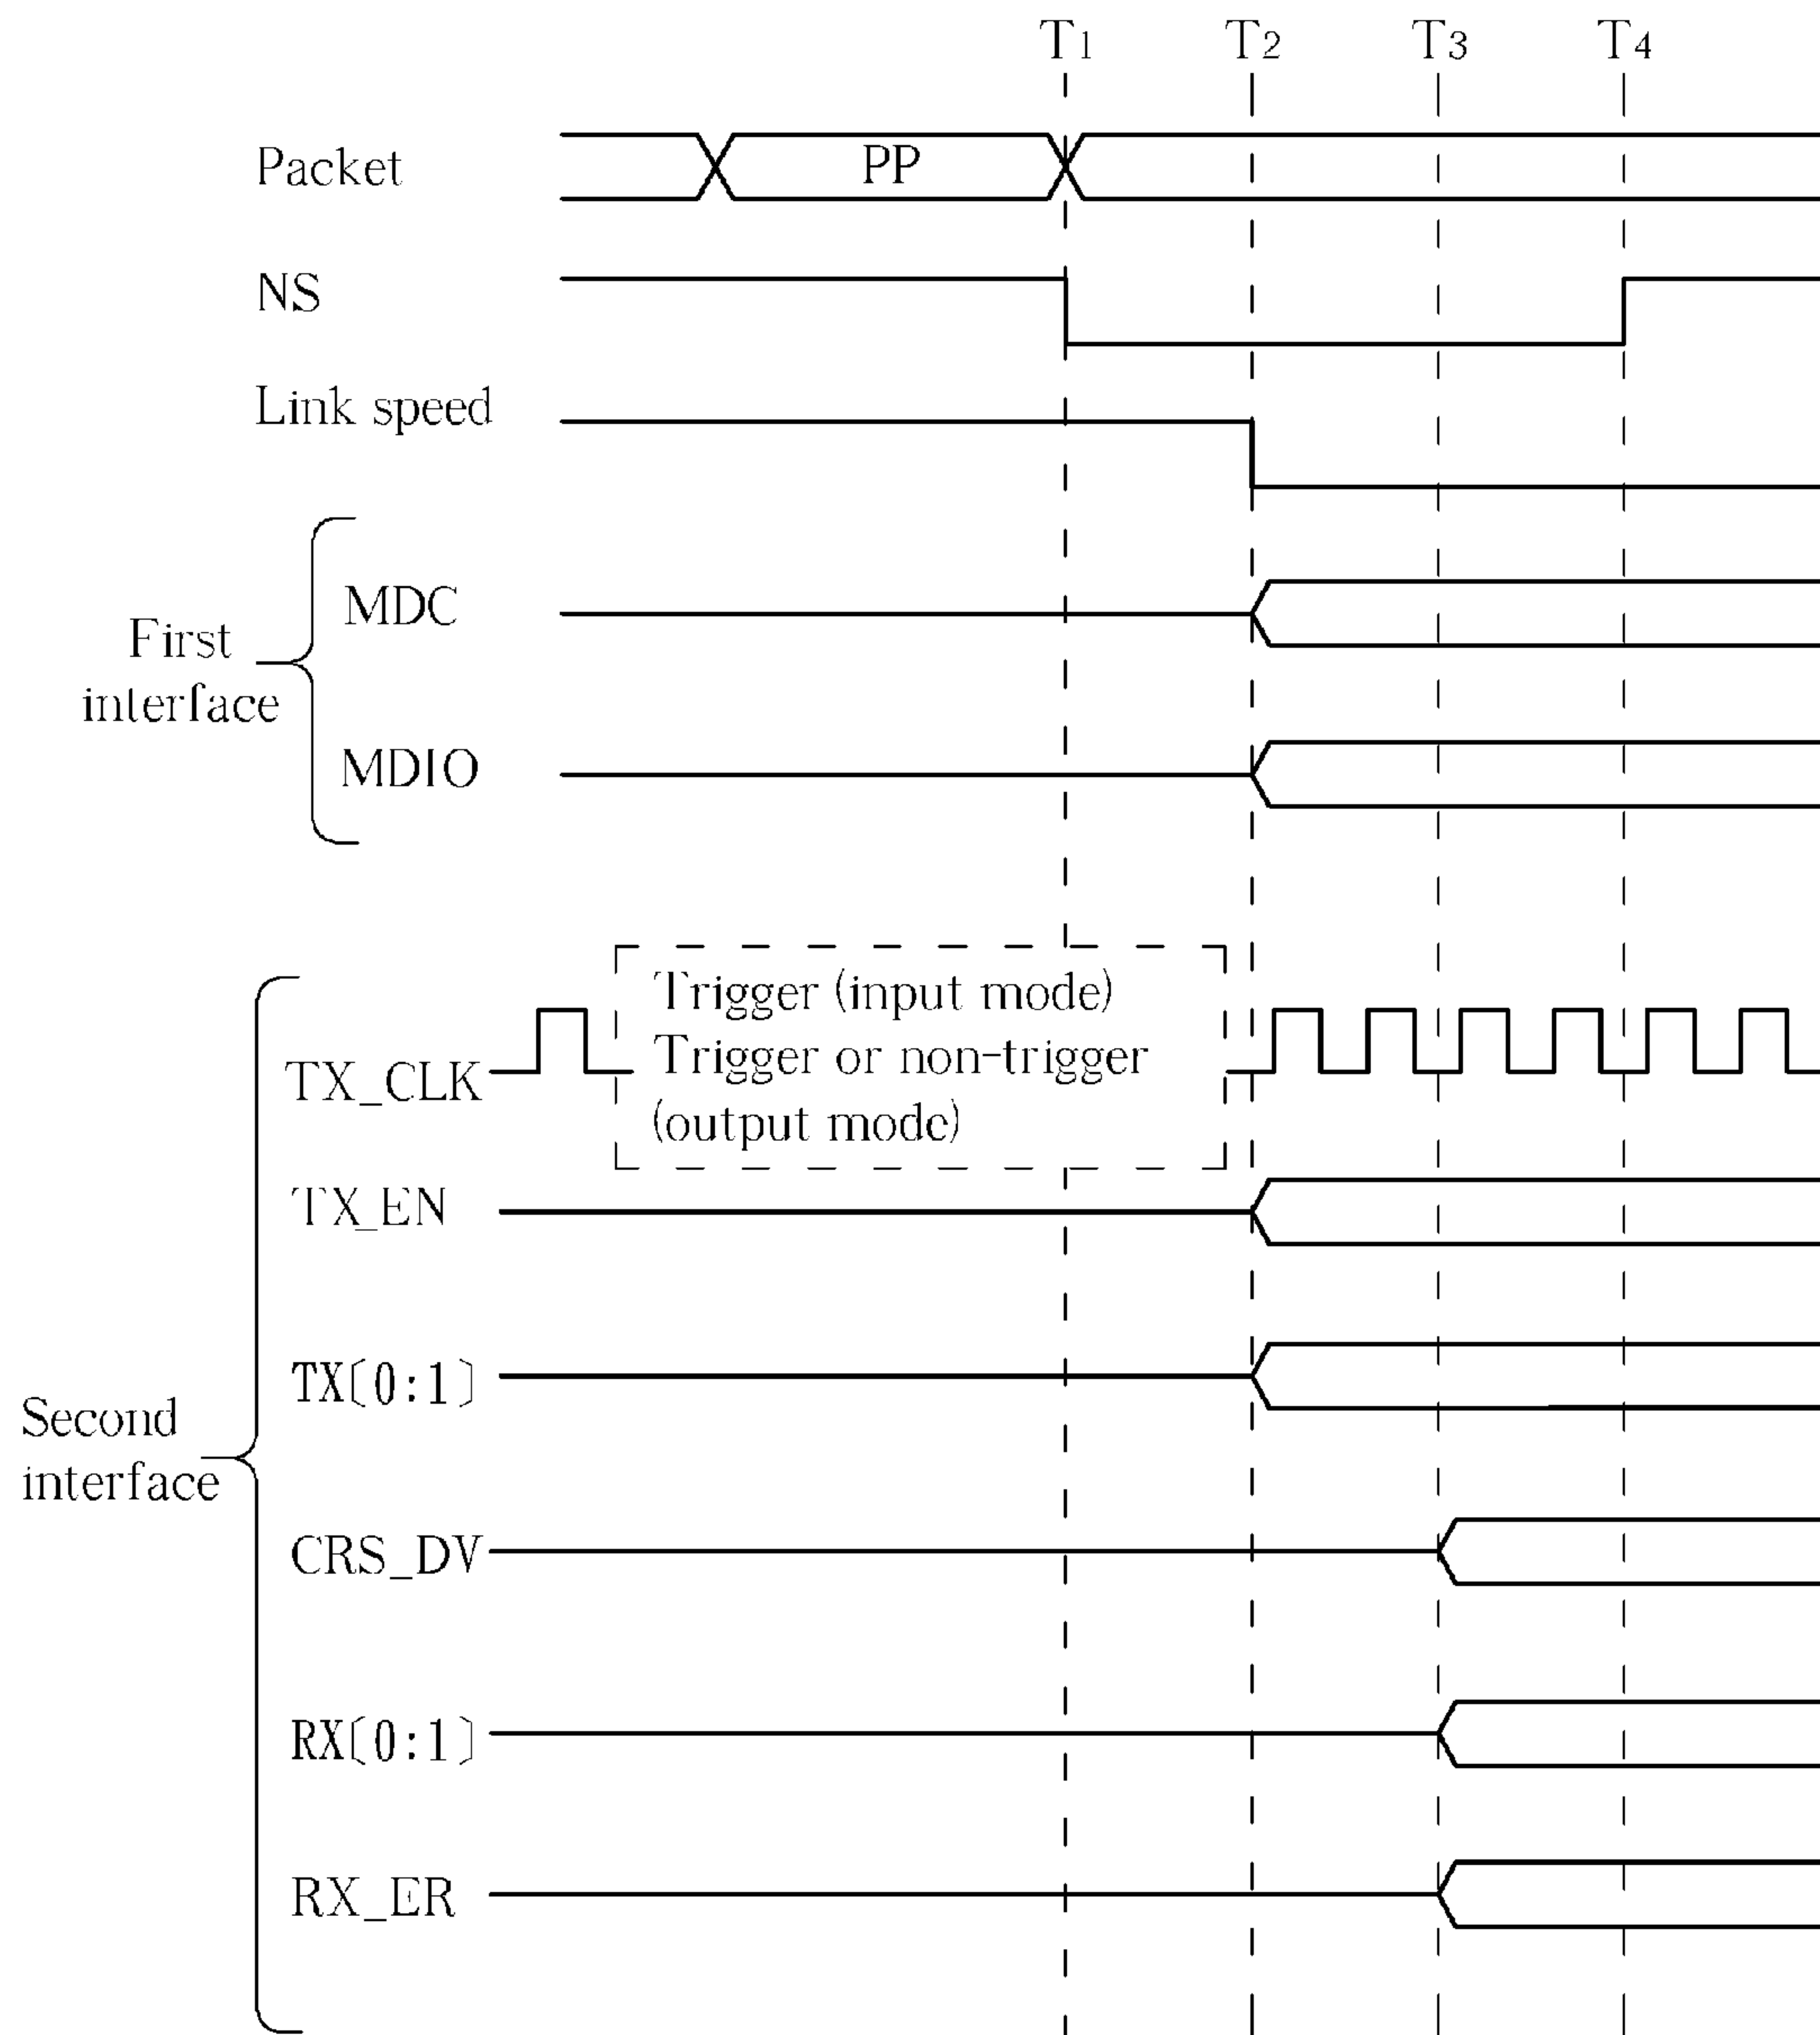 T1 T2 T3 T4
Packet PP
NS
Link speed
First
interface
MDC
MDIO
Trigger (input mode)
Trigger or non-trigger
(output mode)
TX_CLK
TX_EN
TX[0:1]
Second
interface
CRS_DV
RX[0:1]
RX_ER